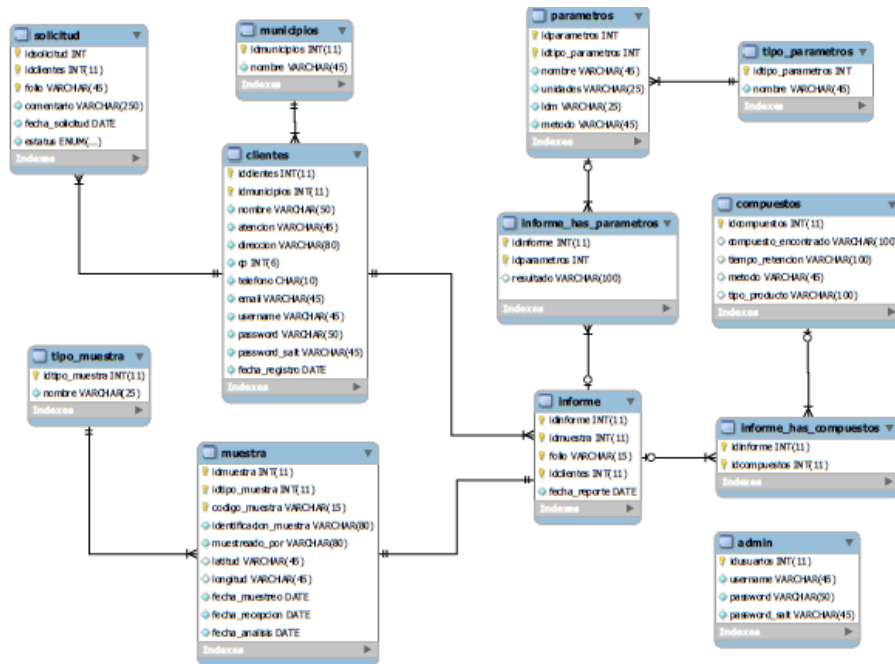 solicitud
idsolicitud INT
idclientes INT(11)
folio VARCHAR(45)
comentario VARCHAR(250)
fecha_solicitud DATE
estatus ENUM(...)
Indexes
municipios
idmunicipios INT(11)
nombre VARCHAR(45)
Indexes
parametros
idparametros INT
idtipo_parametros INT
nombre VARCHAR(45)
unidades VARCHAR(25)
ldm VARCHAR(25)
metodo VARCHAR(45)
Indexes
tipo_parametros
idtipo_parametros INT
nombre VARCHAR(45)
Indexes
clientes
idclientes INT(11)
idmunicipios INT(11)
nombre VARCHAR(50)
atencion VARCHAR(45)
direccion VARCHAR(80)
cp INT(6)
telefono CHAR(10)
email VARCHAR(45)
username VARCHAR(45)
password VARCHAR(50)
password_salt VARCHAR(45)
fecha_registro DATE
Indexes
informe_has_parametros
idinforme INT(11)
idparametros INT
resultado VARCHAR(100)
Indexes
compuestos
idcompuestos INT(11)
compuesto_encontrado VARCHAR(100
tiempo_retencion VARCHAR(100)
metodo VARCHAR(45)
tipo_producto VARCHAR(100)
Indexes
tipo_muestra
idtipo_muestra INT(11)
nombre VARCHAR(25)
Indexes
muestra
idmuestra INT(11)
idtipo_muestra INT(11)
codigo_muestra VARCHAR(15)
identificacion_muestra VARCHAR(80)
muestreado_por VARCHAR(80)
latitud VARCHAR(45)
longitud VARCHAR(45)
fecha_muestreo DATE
fecha_recepcion DATE
fecha_analisis DATE
Indexes
informe
idinforme INT(11)
idmuestra INT(11)
folio VARCHAR(15)
idclientes INT(11)
fecha_reporte DATE
Indexes
informe_has_compuestos
idinforme INT(11)
idcompuestos INT(11)
Indexes
admin
idusuarios INT(11)
username VARCHAR(45)
password VARCHAR(50)
password_salt VARCHAR(45)
Indexes